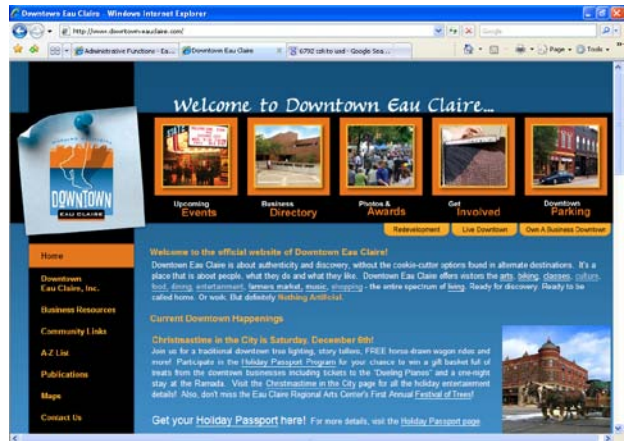 Downtown Eau Claire - Windows Internet Explorer
http://www.downtowneauclaire.com/
Google
Administrative Functions - Ea...
Downtown Eau Claire
6792 czk to usd - Google Sea...
Page
Tools
Welcome to Downtown Eau Claire...
DOWNTOWN
EAU CLAIRE
Upcoming
Events
Business
Directory
Photos &
Awards
Get
Involved
Downtown
Parking
Redevelopment
Live Downtown
Own A Business Downtown
Home
Downtown
Eau Claire, Inc.
Business Resources
Community Links
A-Z List
Publications
Maps
Contact Us
Welcome to the official website of Downtown Eau Claire!
Downtown Eau Claire is about authenticity and discovery, without the cookie-cutter options found in alternate destinations. It's a
place that is about people, what they do and what they like. Downtown Eau Claire offers visitors the arts, biking, classes, culture,
food, dining, entertainment, farmers market, music, shopping - the entire spectrum of living. Ready for discovery. Ready to be
called home. Or work. But definitely Nothing Artificial.
Current Downtown Happenings
Christmastime in the City is Saturday, December 6th!
Join us for a traditional downtown tree lighting, story tellers, FREE horse-drawn wagon rides and
more! Participate in the Holiday Passport Program for your chance to win a gift basket full of
treats from the downtown businesses including tickets to the "Dueling Pianos" and a one-night
stay at the Ramada. Visit the Christmastime in the City page for all the holiday entertainment
details! Also, don't miss the Eau Claire Regional Arts Center's First Annual Festival of Trees!
Get your Holiday Passport here! For more details, visit the Holiday Passport page.